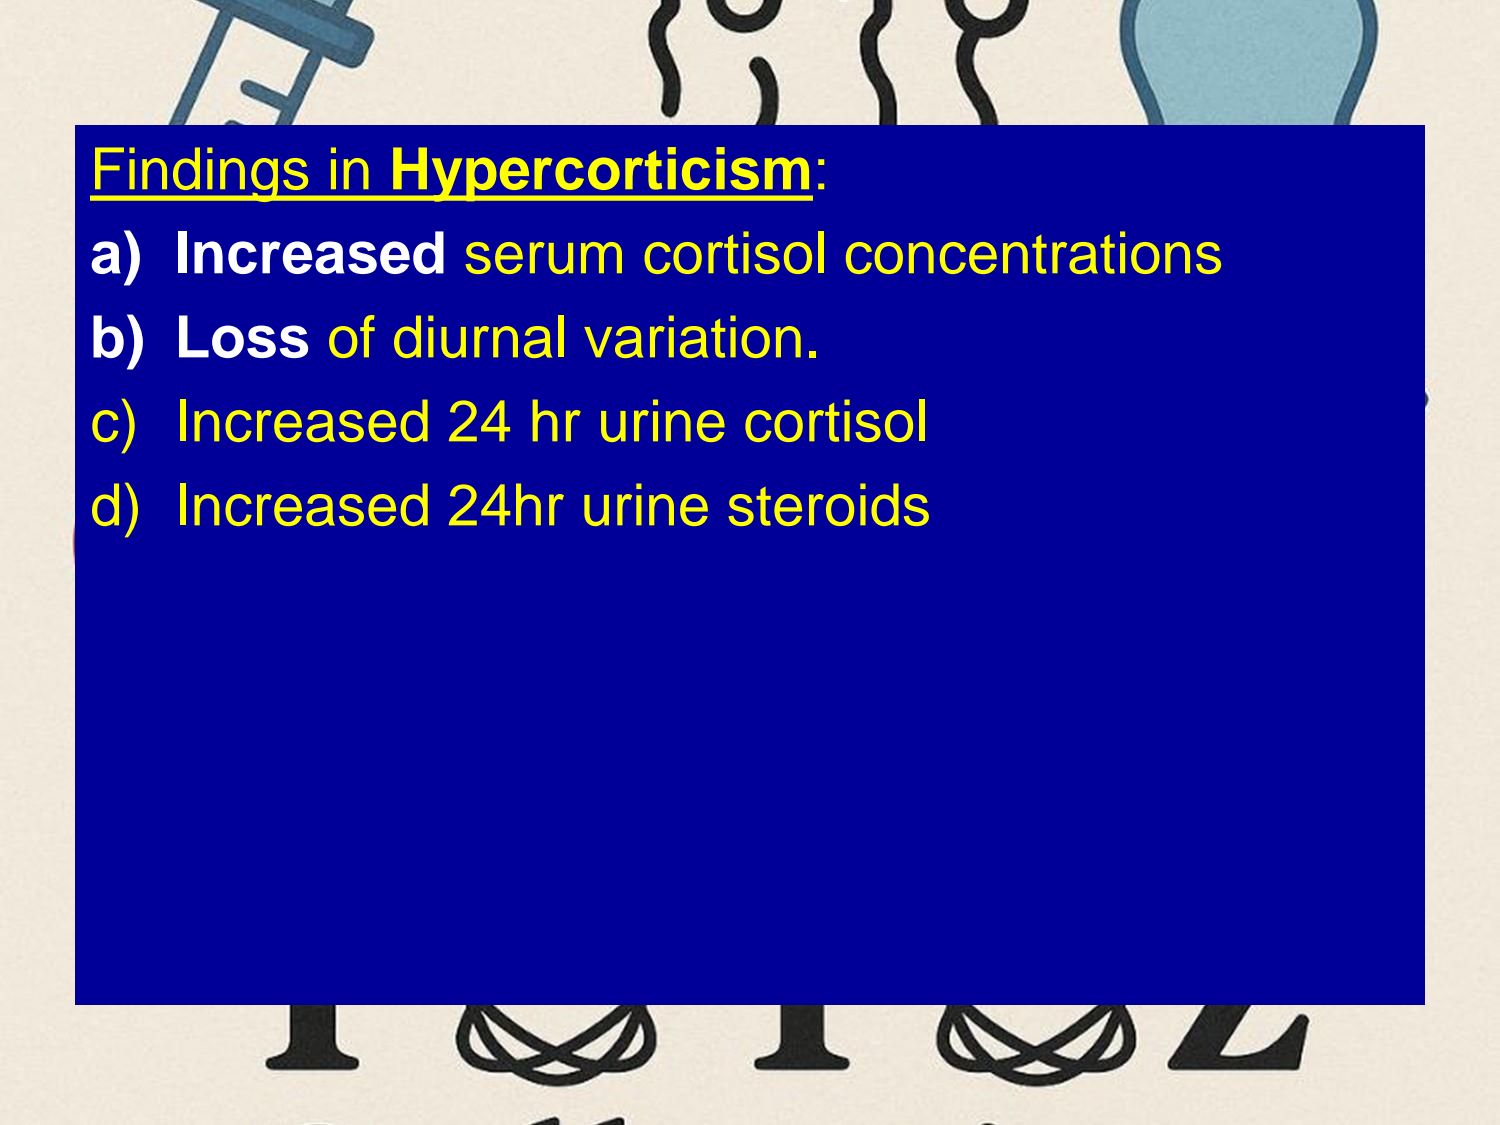 Findings in Hypercorticism:
a) Increased serum cortisol concentrations
b) Loss of diurnal variation.
c) Increased 24 hr urine cortisol
d) Increased 24hr urine steroids